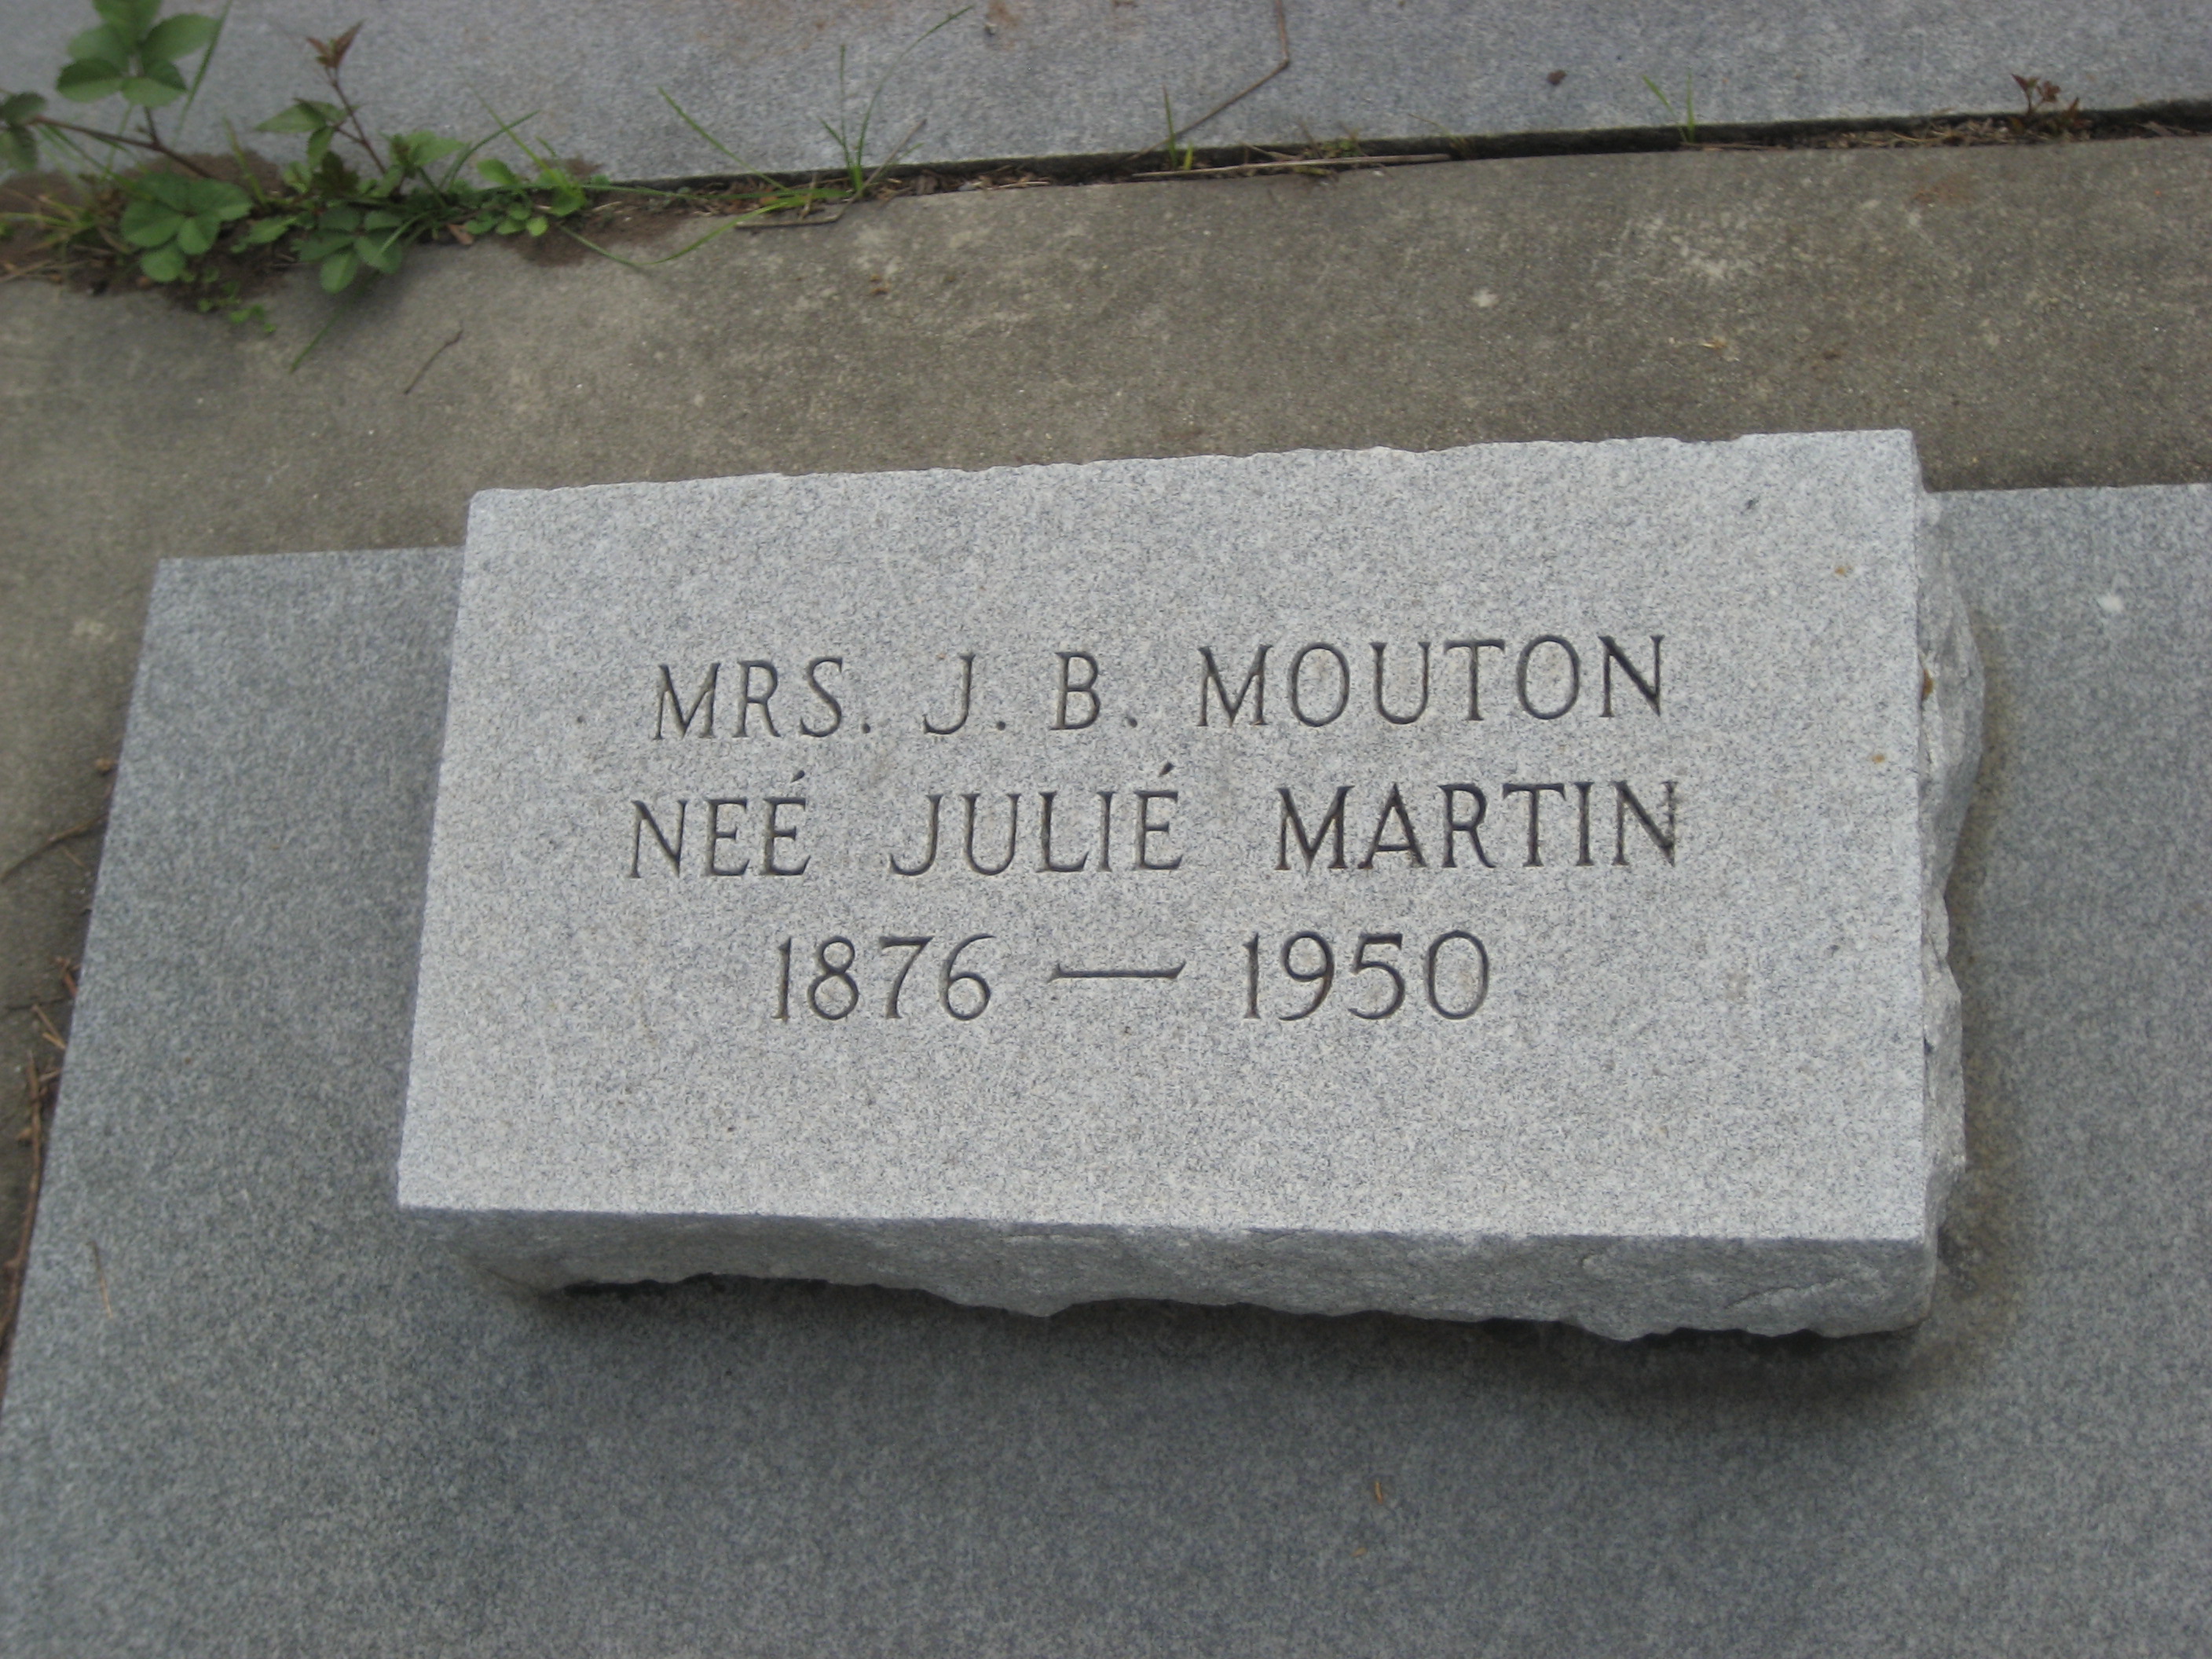 MRS. J. B. MOUTON
NEÉ JULIÉ MARTIN
1876 — 1950